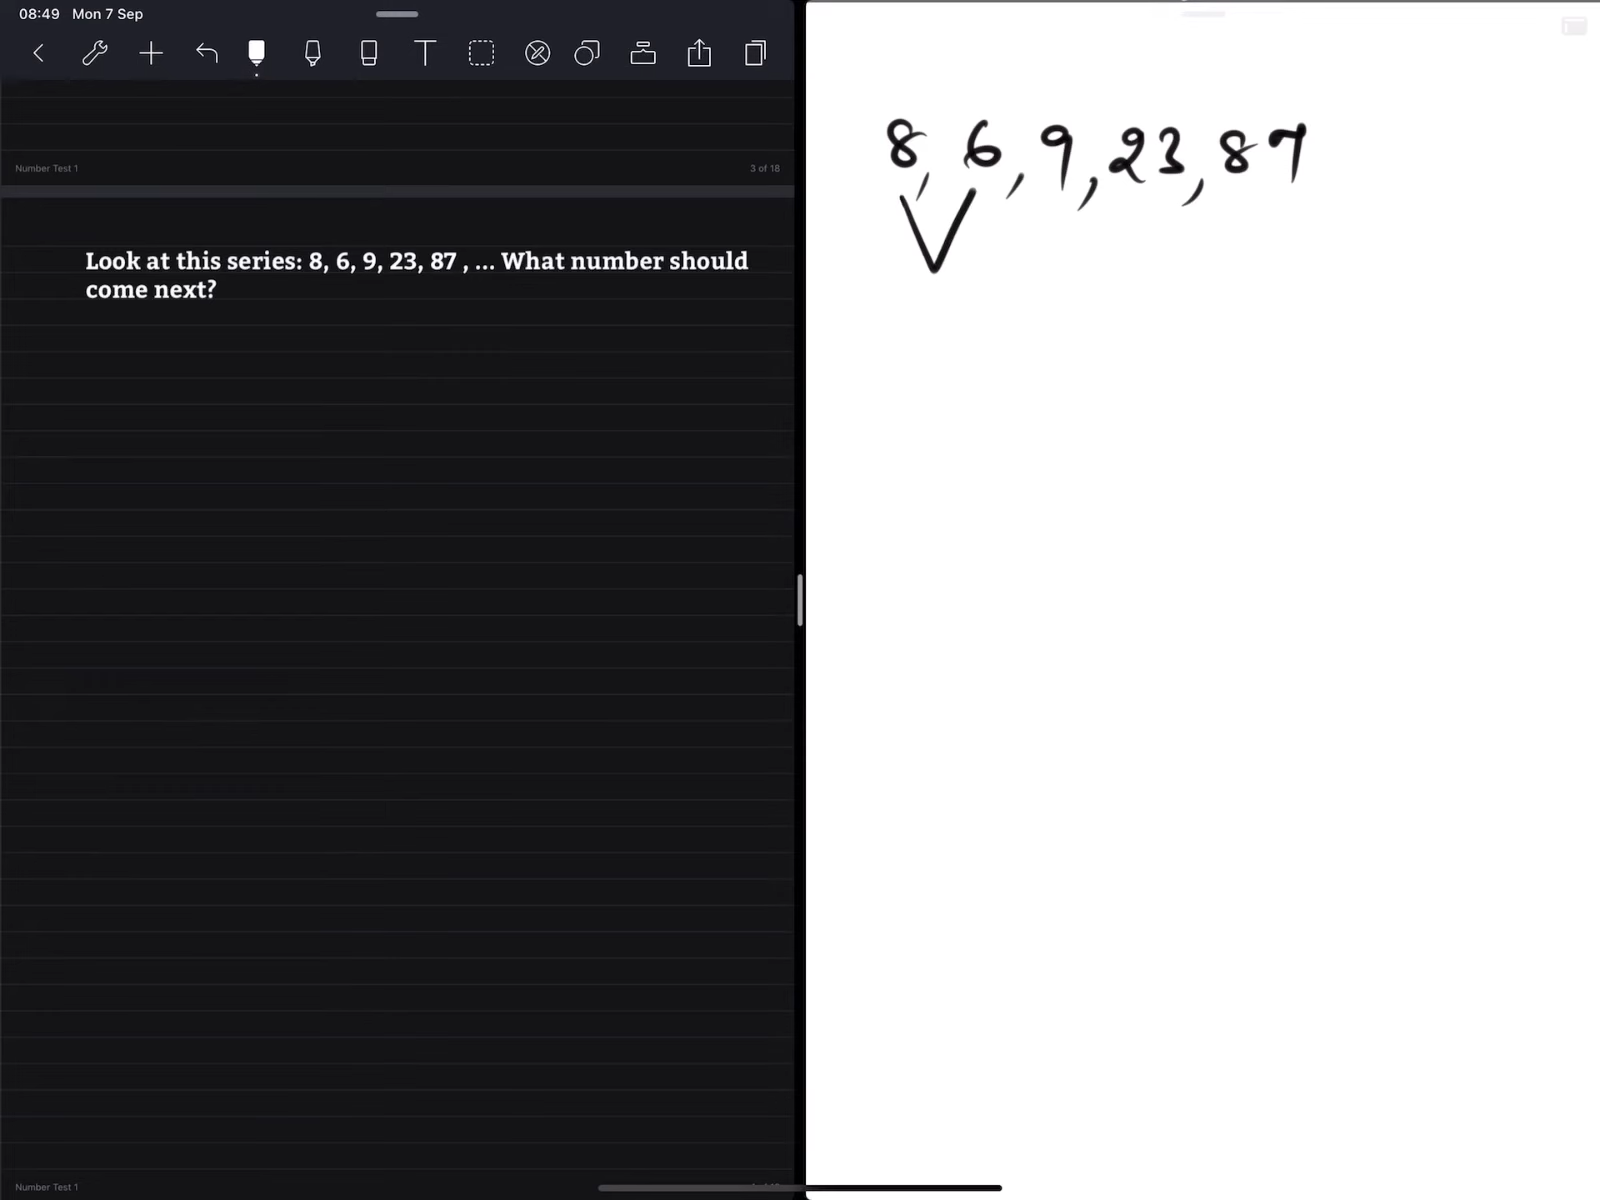 08:49 Mon 7 Sep
Number Test 1 3 of 18
Look at this series: 8, 6, 9, 23, 87 , ... What number should
come next?
8, 6, 9, 23, 87
Number Test 1